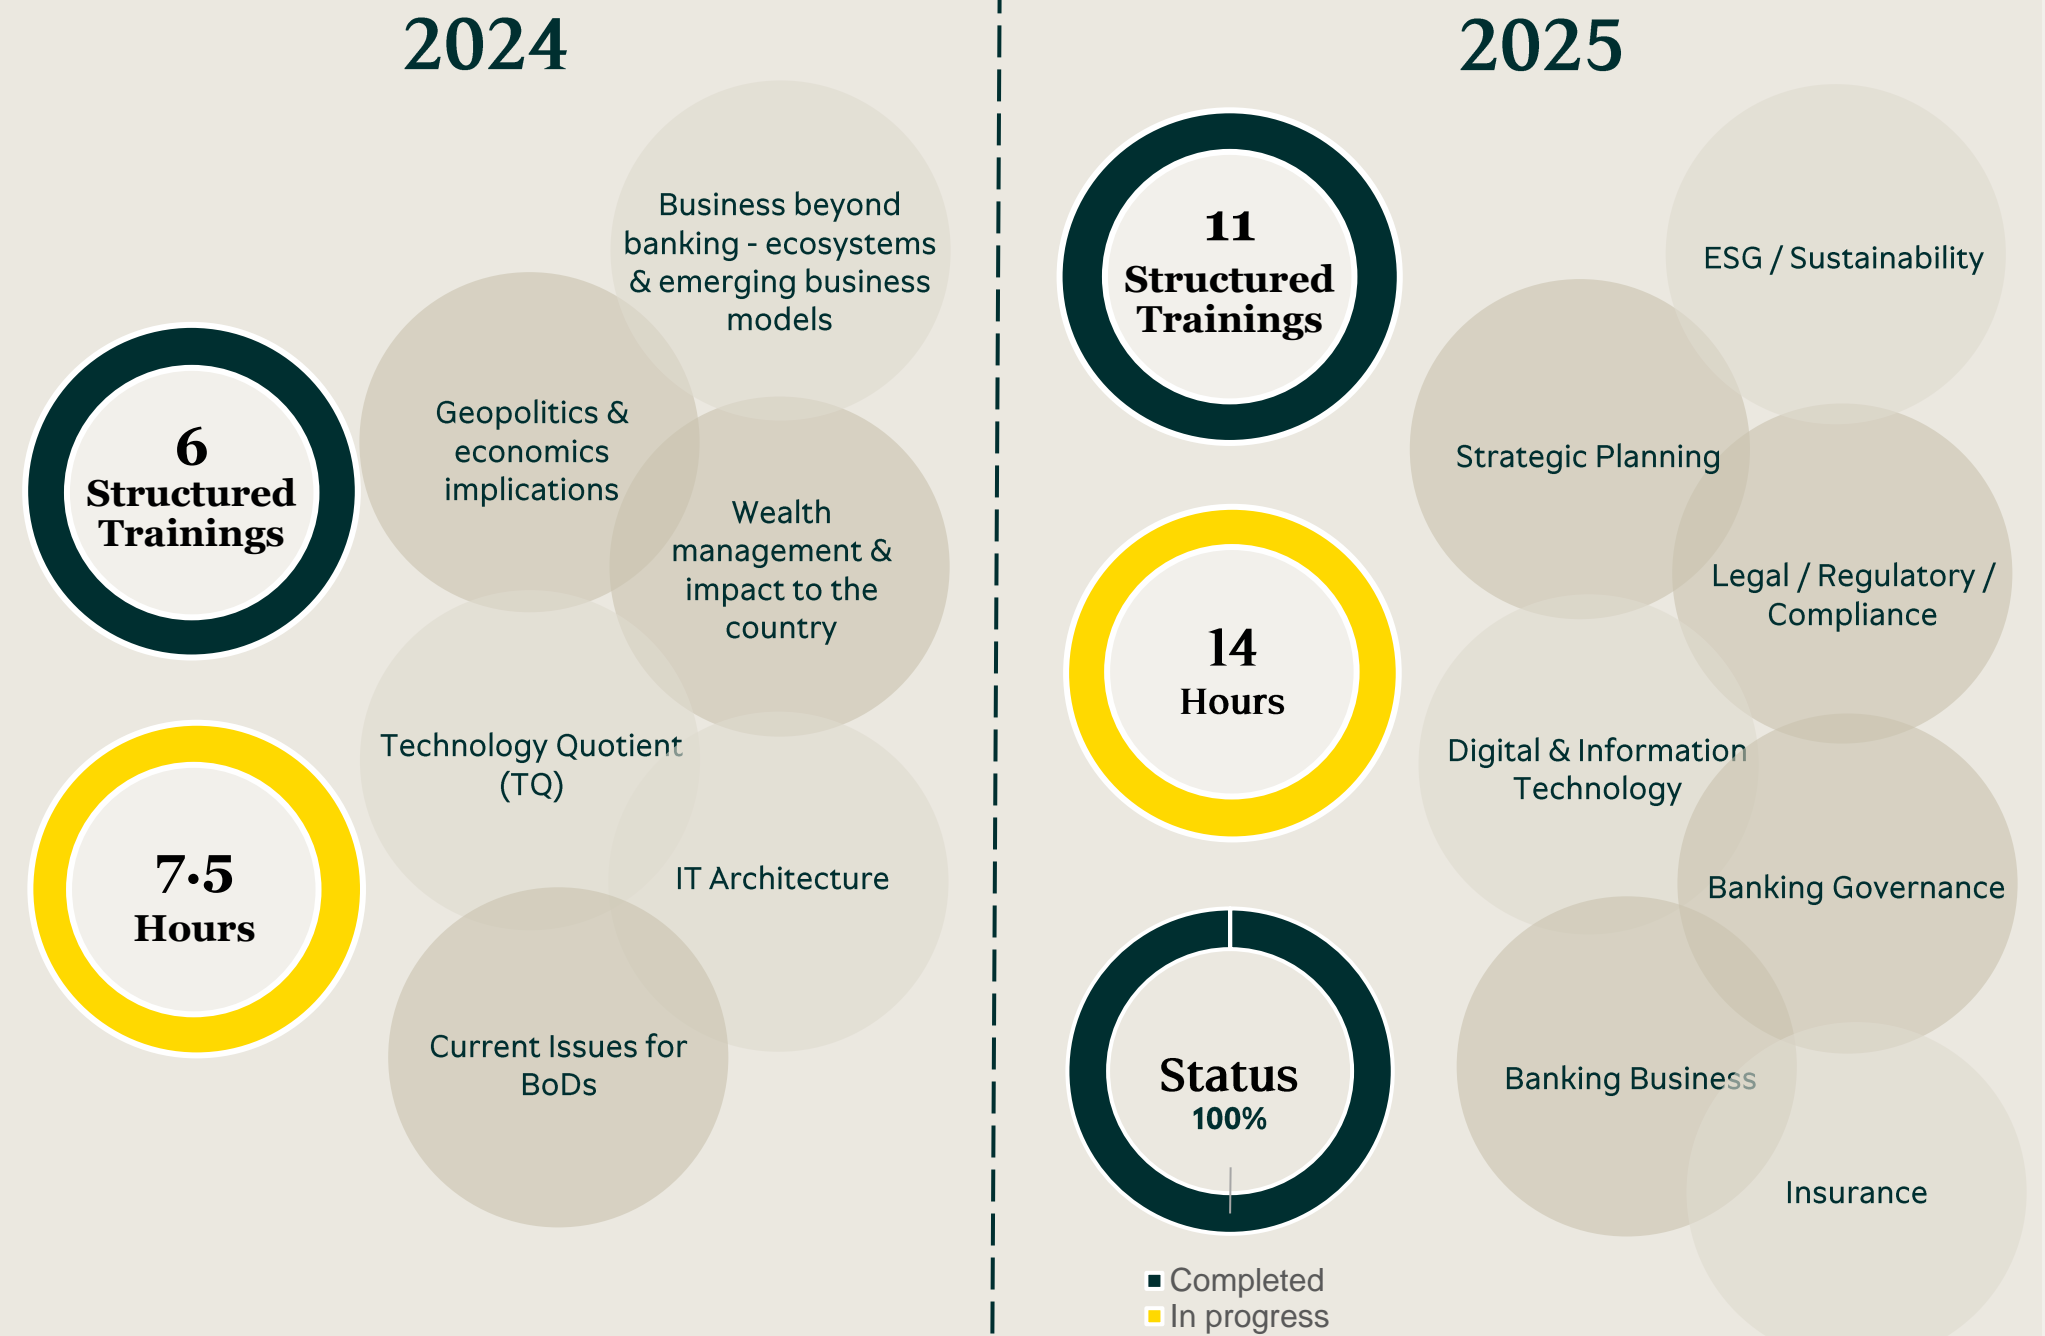 2024
Business beyond
banking - ecosystems
& emerging business
models
Geopolitics &
economics
implications
6
Structured
Trainings
Wealth
management &
impact to the
country
Technology Quotient
(TQ)
7.5
Hours
IT Architecture
Current Issues for
BoDs
2025
11
Structured
Trainings
ESG / Sustainability
Strategic Planning
Legal / Regulatory /
Compliance
14
Hours
Digital & Information
Technology
Banking Governance
Status
100%
Banking Business
Insurance
Completed
In progress